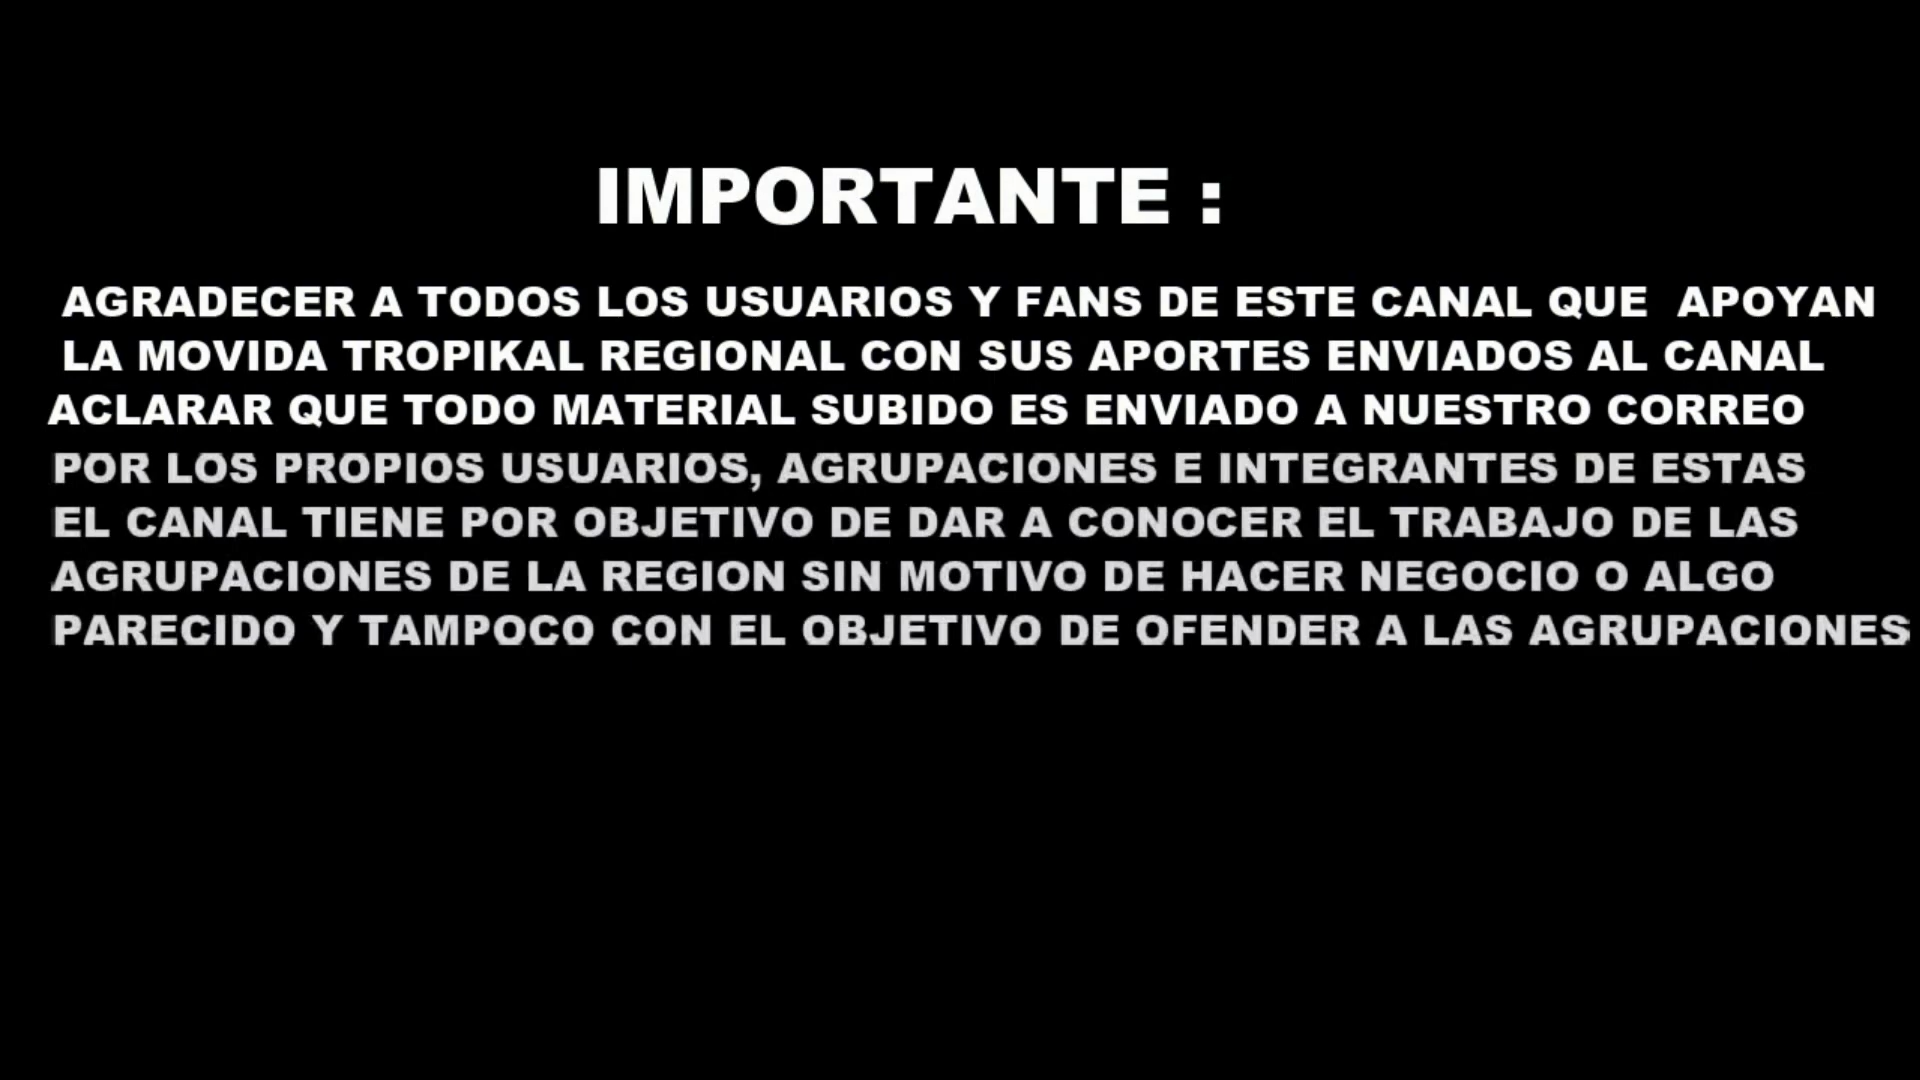 IMPORTANTE :
AGRADECER A TODOS LOS USUARIOS Y FANS DE ESTE CANAL QUE APOYAN
LA MOVIDA TROPIKAL REGIONAL CON SUS APORTES ENVIADOS AL CANAL
ACLARAR QUE TODO MATERIAL SUBIDO ES ENVIADO A NUESTRO CORREO
POR LOS PROPIOS USUARIOS, AGRUPACIONES E INTEGRANTES DE ESTAS
EL CANAL TIENE POR OBJETIVO DE DAR A CONOCER EL TRABAJO DE LAS
AGRUPACIONES DE LA REGION SIN MOTIVO DE HACER NEGOCIO O ALGO
PARECIDO Y TAMPOCO CON EL OBJETIVO DE OFENDER A LAS AGRUPACIONES